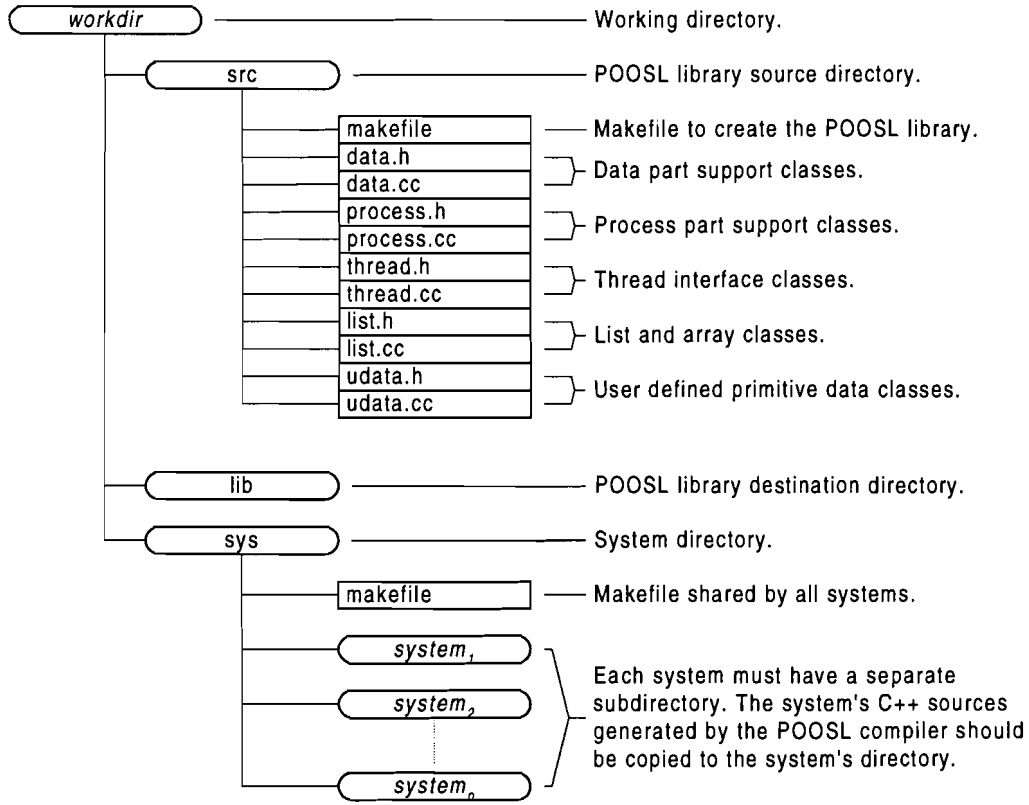 workdir
Working directory.
src
POOSL library source directory.
makefile
Makefile to create the POOSL library.
data.h
data.cc
Data part support classes.
process.h
process.cc
Process part support classes.
thread.h
thread.cc
Thread interface classes.
list.h
list.cc
List and array classes.
udata.h
udata.cc
User defined primitive data classes.
lib
POOSL library destination directory.
sys
System directory.
makefile
Makefile shared by all systems.
system₁
system₂
systemₙ
Each system must have a separate
subdirectory. The system's C++ sources
generated by the POOSL compiler should
be copied to the system's directory.